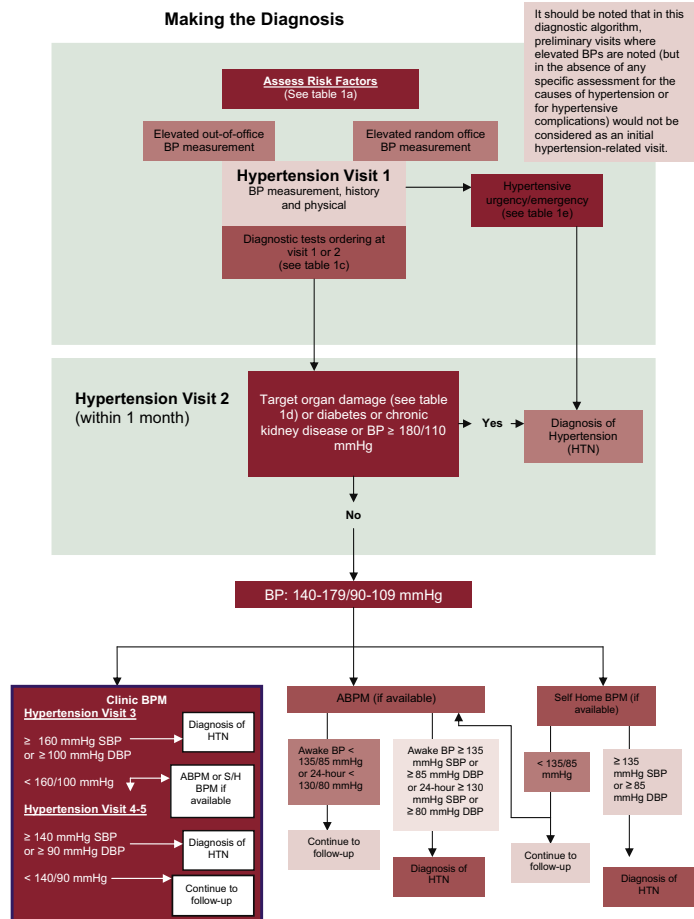 Making the Diagnosis
It should be noted that in this
diagnostic algorithm,
preliminary visits where
elevated BPs are noted (but
in the absence of any
specific assessment for the
causes of hypertension or
for hypertensive
complications) would not be
considered as an initial
hypertension-related visit.
Assess Risk Factors
(See table 1a)
Elevated out-of-office
BP measurement
Elevated random office
BP measurement
Hypertension Visit 1
BP measurement, history
and physical
Hypertensive
urgency/emergency
(see table 1e)
Diagnostic tests ordering at
visit 1 or 2
(see table 1c)
Hypertension Visit 2
(within 1 month)
Target organ damage (see table
1d) or diabetes or chronic
kidney disease or BP ≥ 180/110
mmHg
Yes
Diagnosis of
Hypertension
(HTN)
No
BP: 140-179/90-109 mmHg
Clinic BPM
Hypertension Visit 3
≥ 160 mmHg SBP
or ≥ 100 mmHg DBP
Diagnosis of
HTN
< 160/100 mmHg
ABPM or S/H
BPM if
available
Hypertension Visit 4-5
≥ 140 mmHg SBP
or ≥ 90 mmHg DBP
Diagnosis of
HTN
< 140/90 mmHg
Continue to
follow-up
ABPM (if available)
Awake BP <
135/85 mmHg
or 24-hour <
130/80 mmHg
Continue to
follow-up
Awake BP ≥ 135
mmHg SBP or
≥ 85 mmHg DBP
or 24-hour ≥ 130
mmHg SBP or
≥ 80 mmHg DBP
Diagnosis of
HTN
Self Home BPM (if
available)
< 135/85
mmHg
Continue to
follow-up
≥ 135
mmHg SBP
or ≥ 85
mmHg DBP
Diagnosis of
HTN